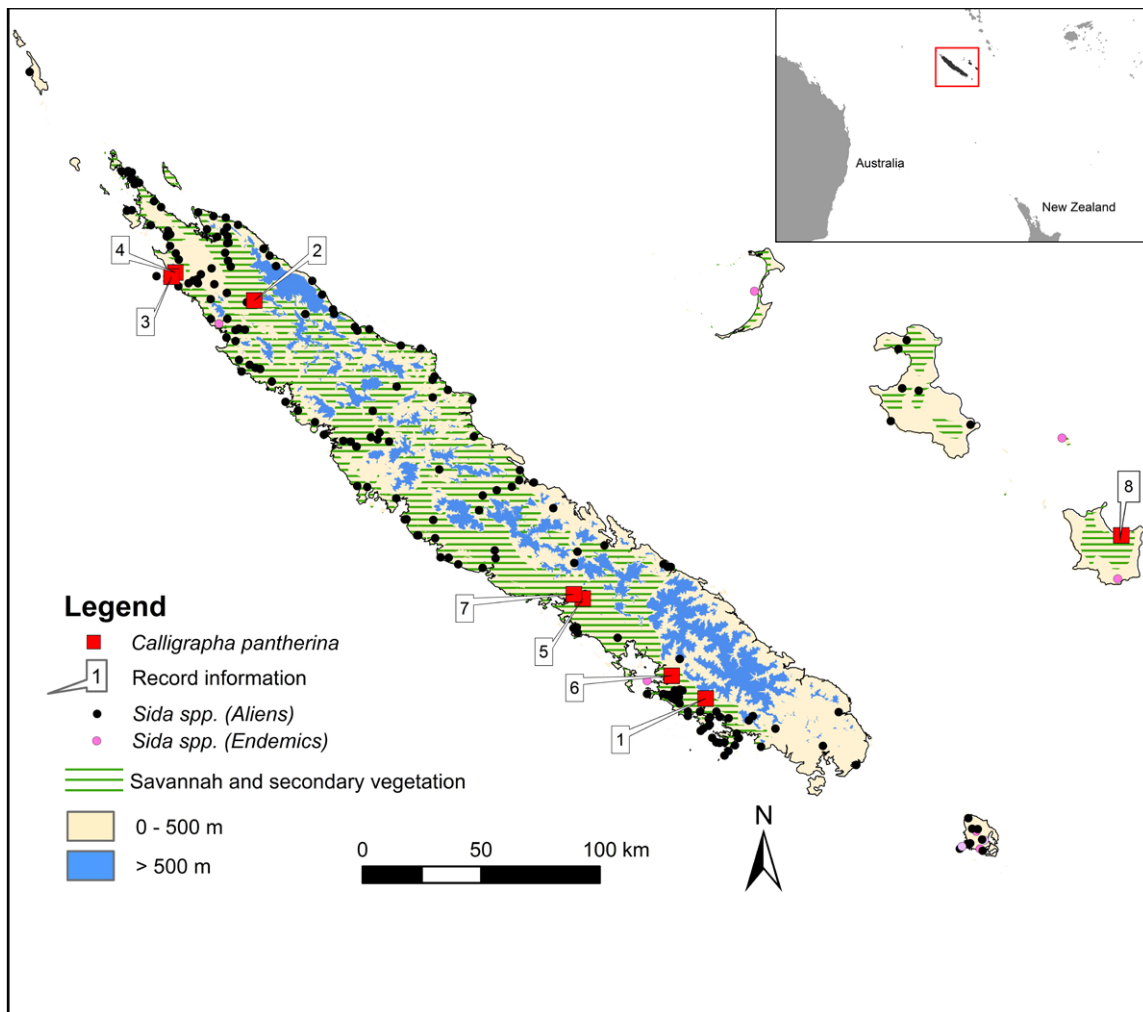 Australia
New Zealand
4
2
3
8
7
5
6
1
Legend
Calligrapha pantherina
1 Record information
Sida spp. (Aliens)
Sida spp. (Endemics)
Savannah and secondary vegetation
0 - 500 m
> 500 m
0 50 100 km
N